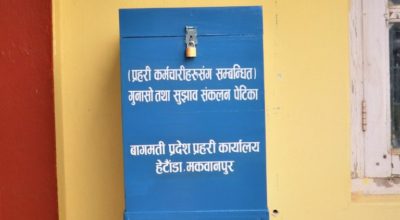 (प्रहरी कर्मचारीहरूसंग सम्बन्धित)
गुनासो तथा सुझाव संकलन पेटिका
बागमती प्रदेश प्रहरी कार्यालय
हेटौंडा, मकवानपुर